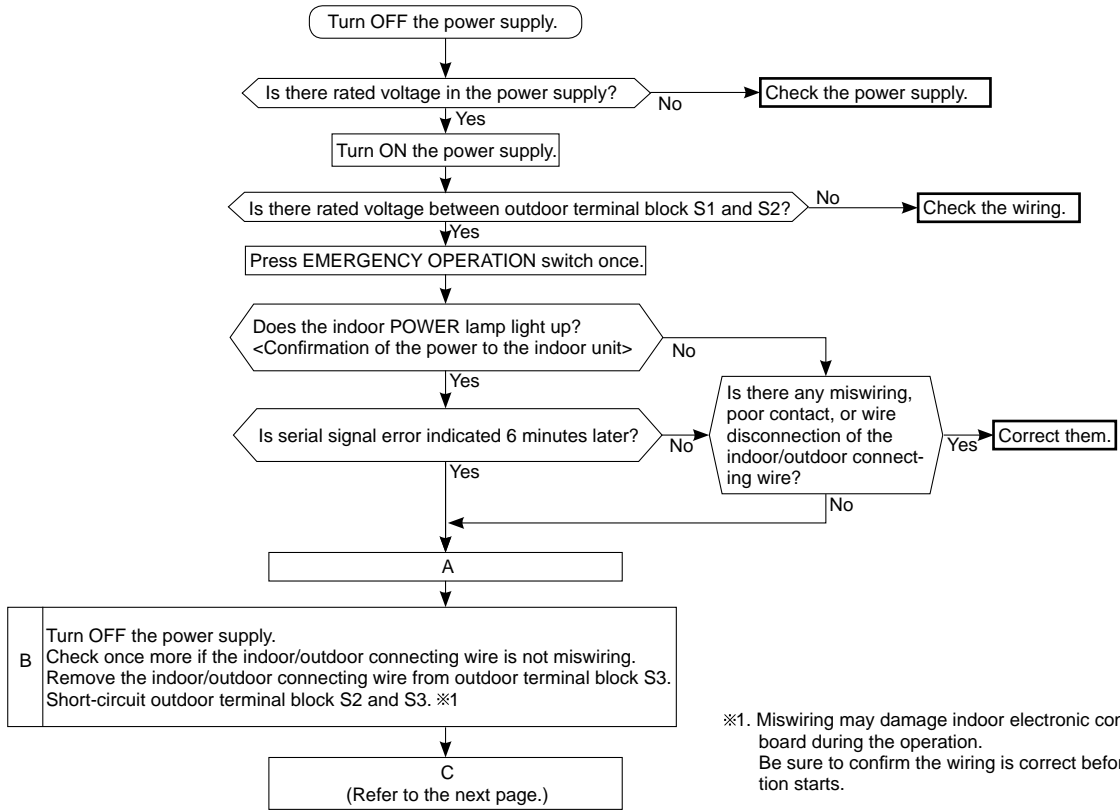 Turn OFF the power supply.
Is there rated voltage in the power supply?
No
Check the power supply.
Yes
Turn ON the power supply.
Is there rated voltage between outdoor terminal block S1 and S2?
No
Check the wiring.
Yes
Press EMERGENCY OPERATION switch once.
Does the indoor POWER lamp light up?
<Confirmation of the power to the indoor unit>
No
Yes
Is serial signal error indicated 6 minutes later?
No
Is there any miswiring,
poor contact, or wire
disconnection of the
indoor/outdoor connect-
ing wire?
Yes
Correct them.
Yes
No
A
B
Turn OFF the power supply.
Check once more if the indoor/outdoor connecting wire is not miswiring.
Remove the indoor/outdoor connecting wire from outdoor terminal block S3.
Short-circuit outdoor terminal block S2 and S3. ※1
C
(Refer to the next page.)
※1. Miswiring may damage indoor electronic con
board during the operation.
Be sure to confirm the wiring is correct befor
tion starts.